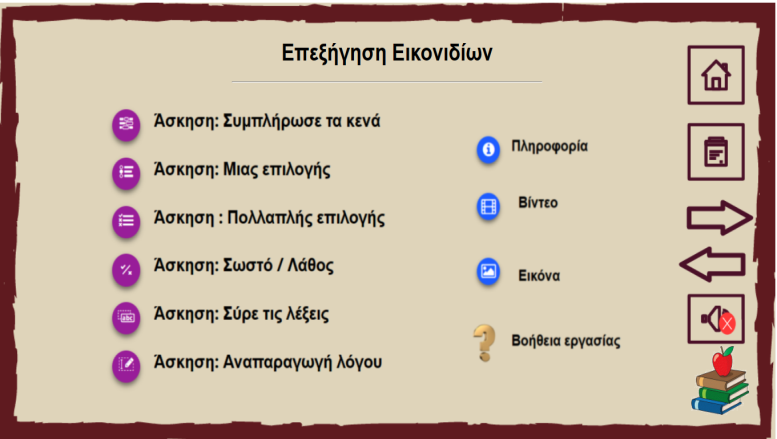 Επεξήγηση Εικονιδίων
Άσκηση: Συμπλήρωσε τα κενά
Άσκηση: Μιας επιλογής
Άσκηση : Πολλαπλής επιλογής
Άσκηση: Σωστό / Λάθος
Άσκηση: Σύρε τις λέξεις
Άσκηση: Αναπαραγωγή λόγου
Πληροφορία
Βίντεο
Εικόνα
Βοήθεια εργασίας